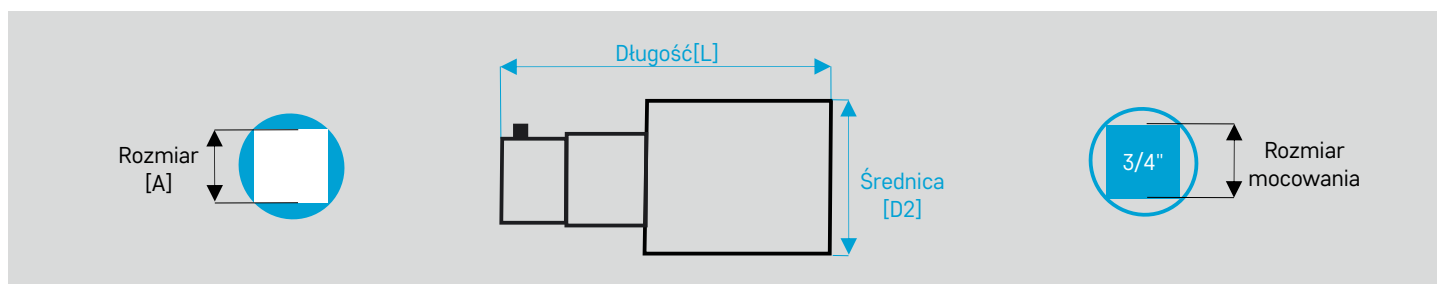 Długość[L]
Rozmiar
[A]
Średnica
[D2]
3/4"
Rozmiar
mocowania